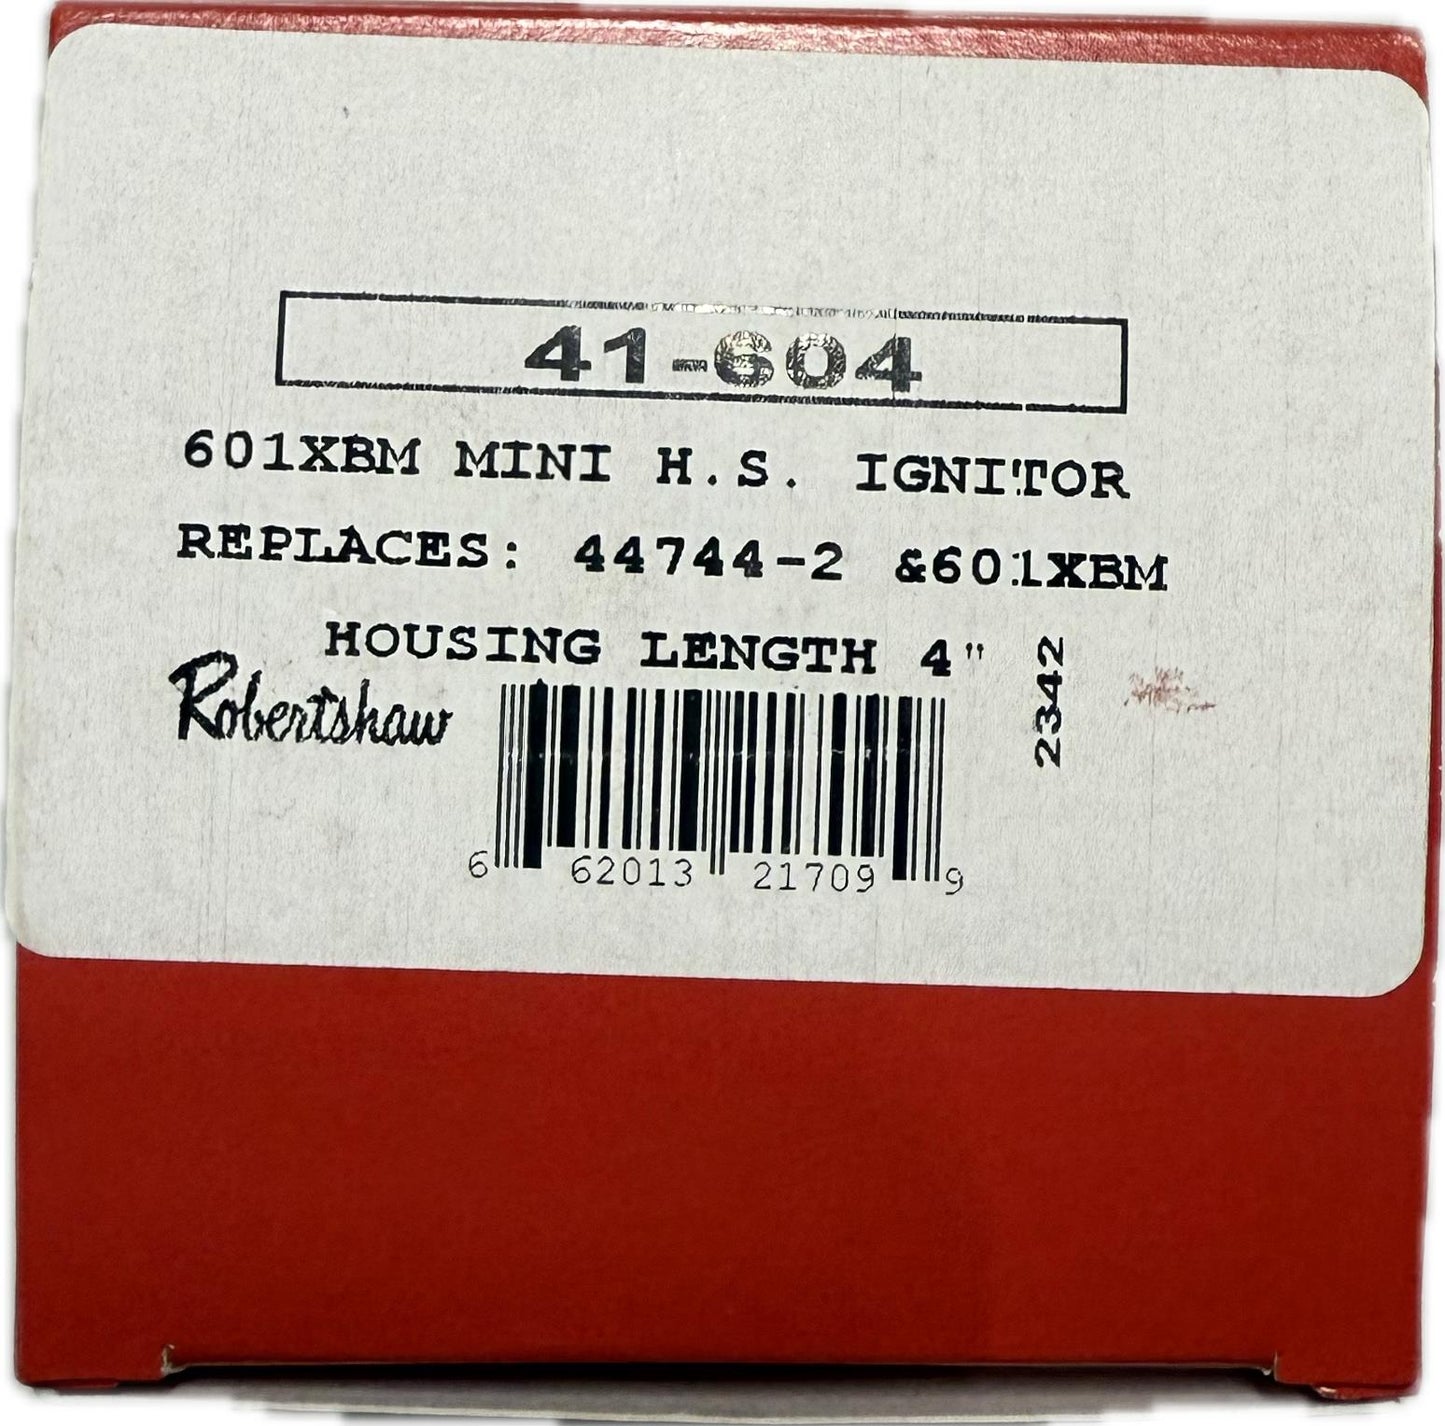 41-604
601XBM MINI H.S. IGNITOR
REPLACES: 44744-2 &601XBM
HOUSING LENGTH 4"
Robertshaw
2342
6 62013 21709 9